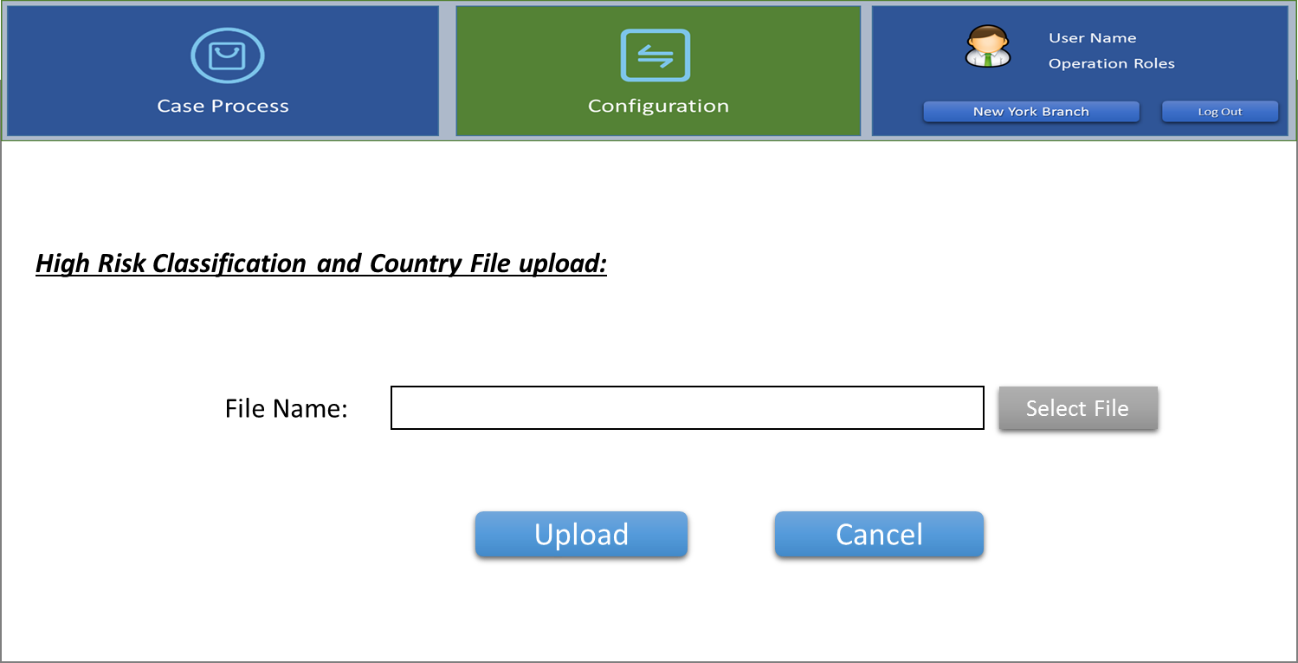 Case Process
Configuration
User Name
Operation Roles
New York Branch
Log Out
High Risk Classification and Country File upload:
File Name:
Select File
Upload
Cancel